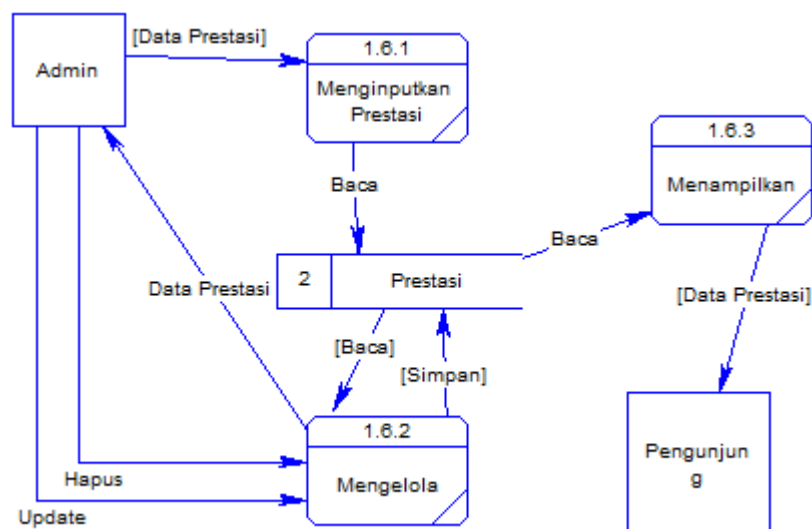 [Data Prestasi]
1.6.1
Admin
Menginputkan
Prestasi
1.6.3
Baca
Menampilkan
Baca
2
Prestasi
Data Prestasi
[Data Prestasi]
[Baca]
[Simpan]
1.6.2
Pengunjun
g
Hapus
Mengelola
Update